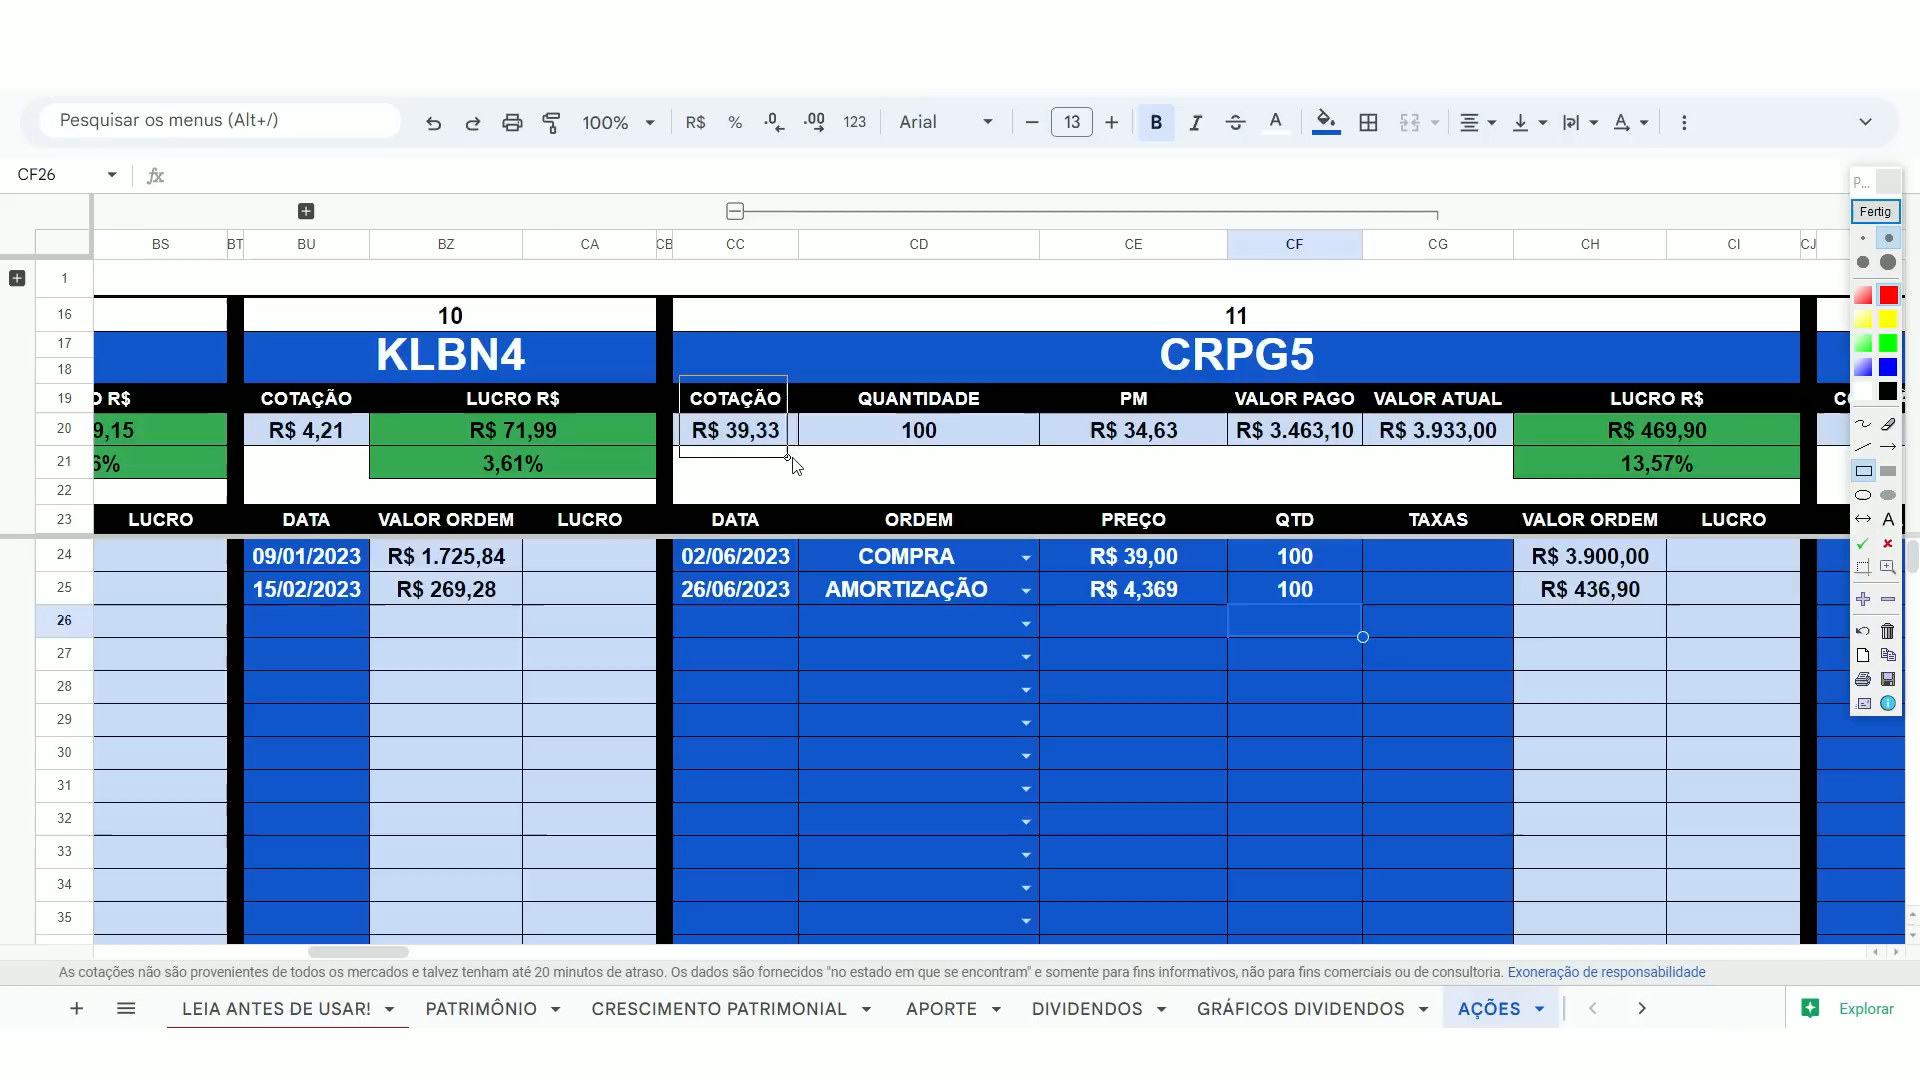 Pesquisar os menus (Alt+/)
100% R$ % .0 .00 123 Arial 13 B I S A
CF26 fx
P...
Fertig
BS BT BU BZ CA CB CC CD CE CF CG CH CI CJ
1
16 10 11
17 KLBN4 CRPG5
18
19 O R$ COTAÇÃO LUCRO R$ COTAÇÃO QUANTIDADE PM VALOR PAGO VALOR ATUAL LUCRO R$
20 9,15 R$ 4,21 R$ 71,99 R$ 39,33 100 R$ 34,63 R$ 3.463,10 R$ 3.933,00 R$ 469,90
21 6% 3,61% 13,57%
22
23 LUCRO DATA VALOR ORDEM LUCRO DATA ORDEM PREÇO QTD TAXAS VALOR ORDEM LUCRO
24 09/01/2023 R$ 1.725,84 02/06/2023 COMPRA R$ 39,00 100 R$ 3.900,00
25 15/02/2023 R$ 269,28 26/06/2023 AMORTIZAÇÃO R$ 4,369 100 R$ 436,90
26
27
28
29
30
31
32
33
34
35
As cotações não são provenientes de todos os mercados e talvez tenham até 20 minutos de atraso. Os dados são fornecidos "no estado em que se encontram" e somente para fins informativos, não para fins comerciais ou de consultoria. Exoneração de responsabilidade
LEIA ANTES DE USAR! PATRIMÔNIO CRESCIMENTO PATRIMONIAL APORTE DIVIDENDOS GRÁFICOS DIVIDENDOS AÇÕES Explorar